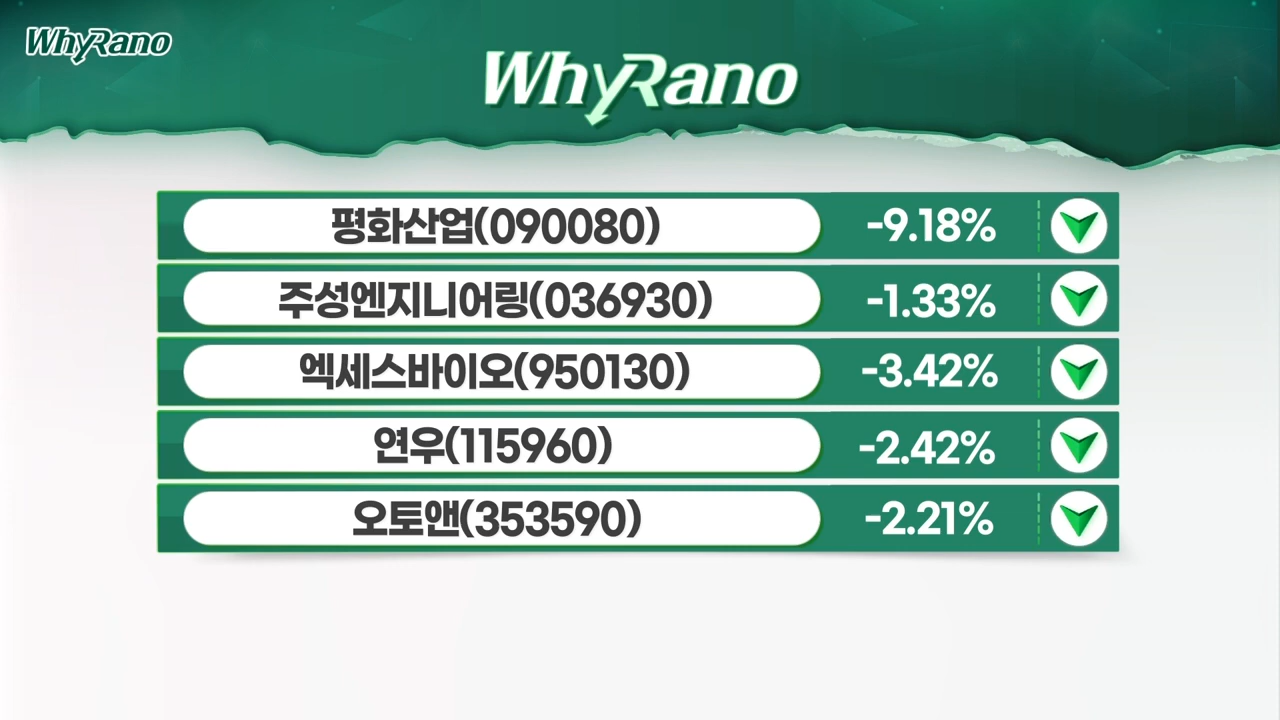 WhyRano
WhyRano
평화산업(090080) -9.18%
주성엔지니어링(036930) -1.33%
엑세스바이오(950130) -3.42%
연우(115960) -2.42%
오토앤(353590) -2.21%